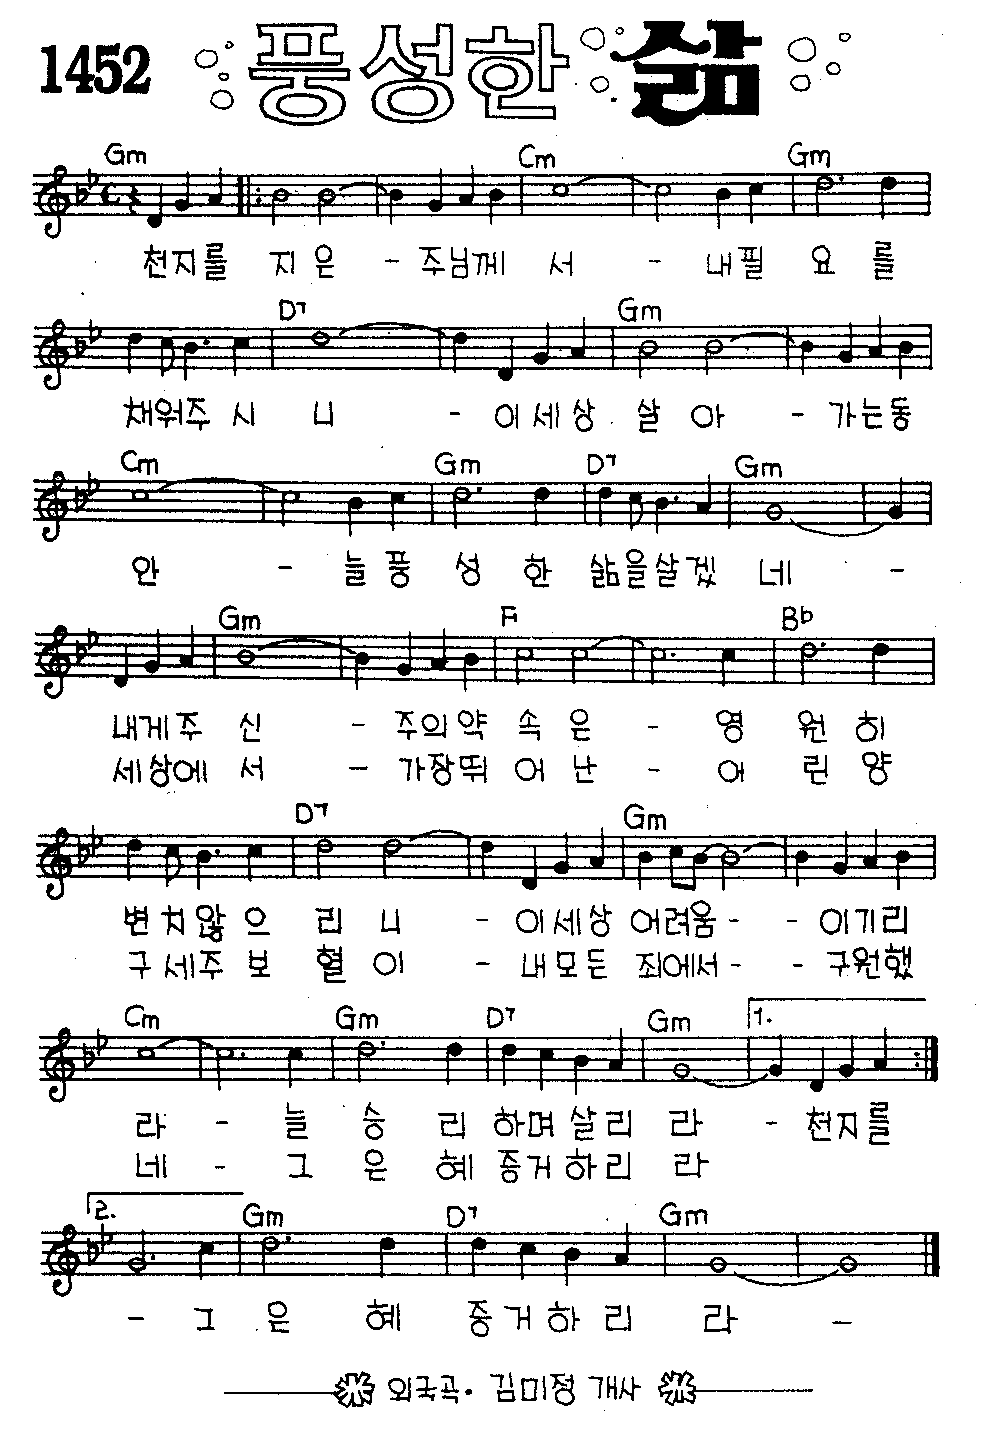 1452 풍성한 삶
Gm Cm Gm
천지를 지은 - 주님께 서 - 내필 요 를
D7 Gm
채워주 시 니 - 이세상 살 아 - 가는동
Cm Gm D7 Gm
안 - 늘풍 성 한 삶을살겠 네 -
Gm F Bb
내게주 신 - 주의약 속 은 - 영 원 히
세상에 서 - 가장뛰 어 난 - 어 린 양
D7 Gm
변치않 으 리 니 - 이세상 어려움 - - 이기리
구세주 보 혈 이 - 내모든 죄에서 - - 구원했
Cm Gm D7 Gm 1.
라 - 늘 승 리 하며살리 라 - 천지를
네 - 그 은 혜 증거하리 라
2. Gm D7 Gm
- 그 은 혜 증거하리 라 -
외국곡. 김미정 개사